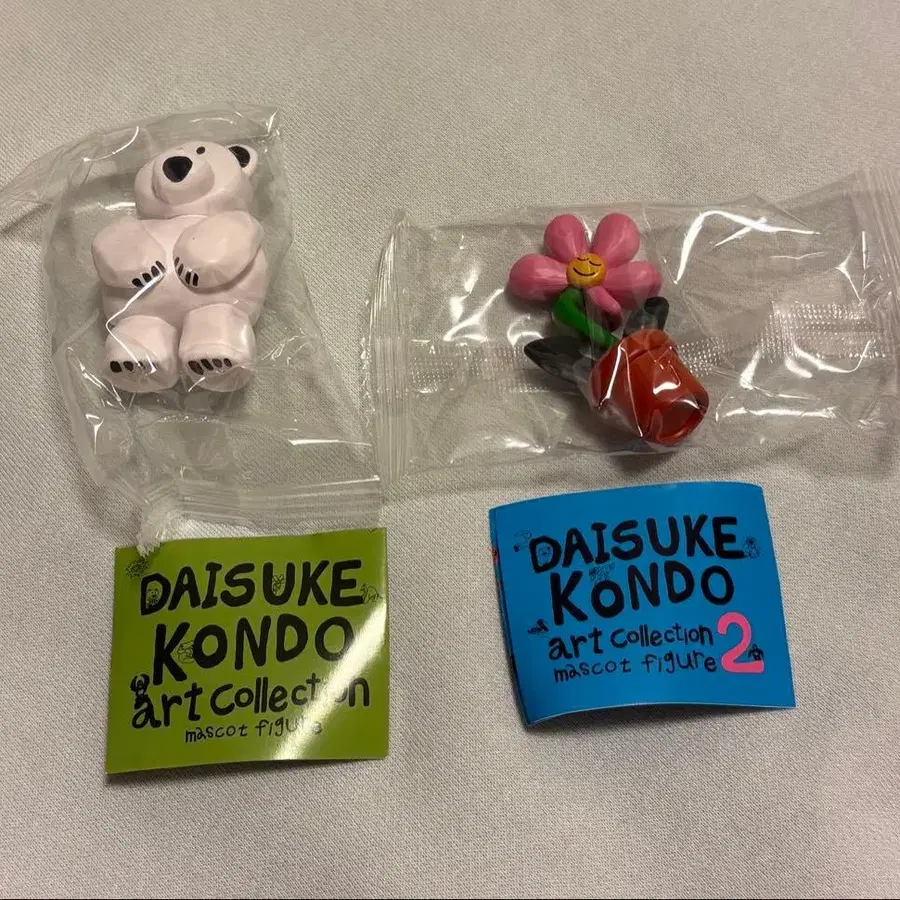 DAISUKE
KONDO
art collection
mascot figure
DAISUKE
KONDO
art collection 2
mascot figure